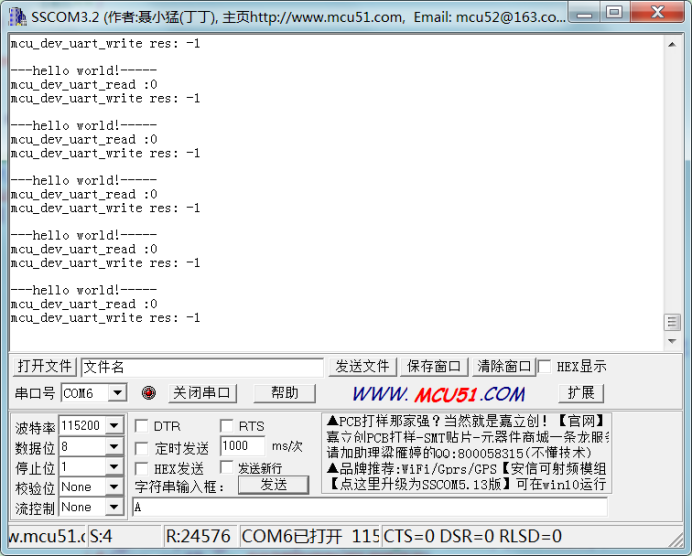 SSCOM3.2 (作者:聂小猛(丁丁), 主页http://www.mcu51.com, Email: mcu52@163.co...
mcu_dev_uart_write res: -1
---hello world!-----
mcu_dev_uart_read :0
mcu_dev_uart_write res: -1
---hello world!-----
mcu_dev_uart_read :0
mcu_dev_uart_write res: -1
---hello world!-----
mcu_dev_uart_read :0
mcu_dev_uart_write res: -1
---hello world!-----
mcu_dev_uart_read :0
mcu_dev_uart_write res: -1
---hello world!-----
mcu_dev_uart_read :0
mcu_dev_uart_write res: -1
打开文件 文件名 发送文件 保存窗口 清除窗口 HEX显示
串口号 COM6 关闭串口 帮助 WWW. MCU51.COM 扩展
波特率 115200 DTR RTS
数据位 8 定时发送 1000 ms/次
停止位 1 HEX发送 发送新行
校验位 None 字符串输入框: 发送
流控制 None A
▲PCB打样那家强?当然就是嘉立创!【官网】
嘉立创PCB打样-SMT贴片-元器件商城一条龙服务
请加助理梁雁婷的QQ:800058315(不懂技术)
▲品牌推荐:WiFi/Gprs/GPS【安信可射频模组
【点这里升级为SSCOM5.13版】可在win10运行
w.mcu51.c S:4 R:24576 COM6已打开 115 CTS=0 DSR=0 RLSD=0